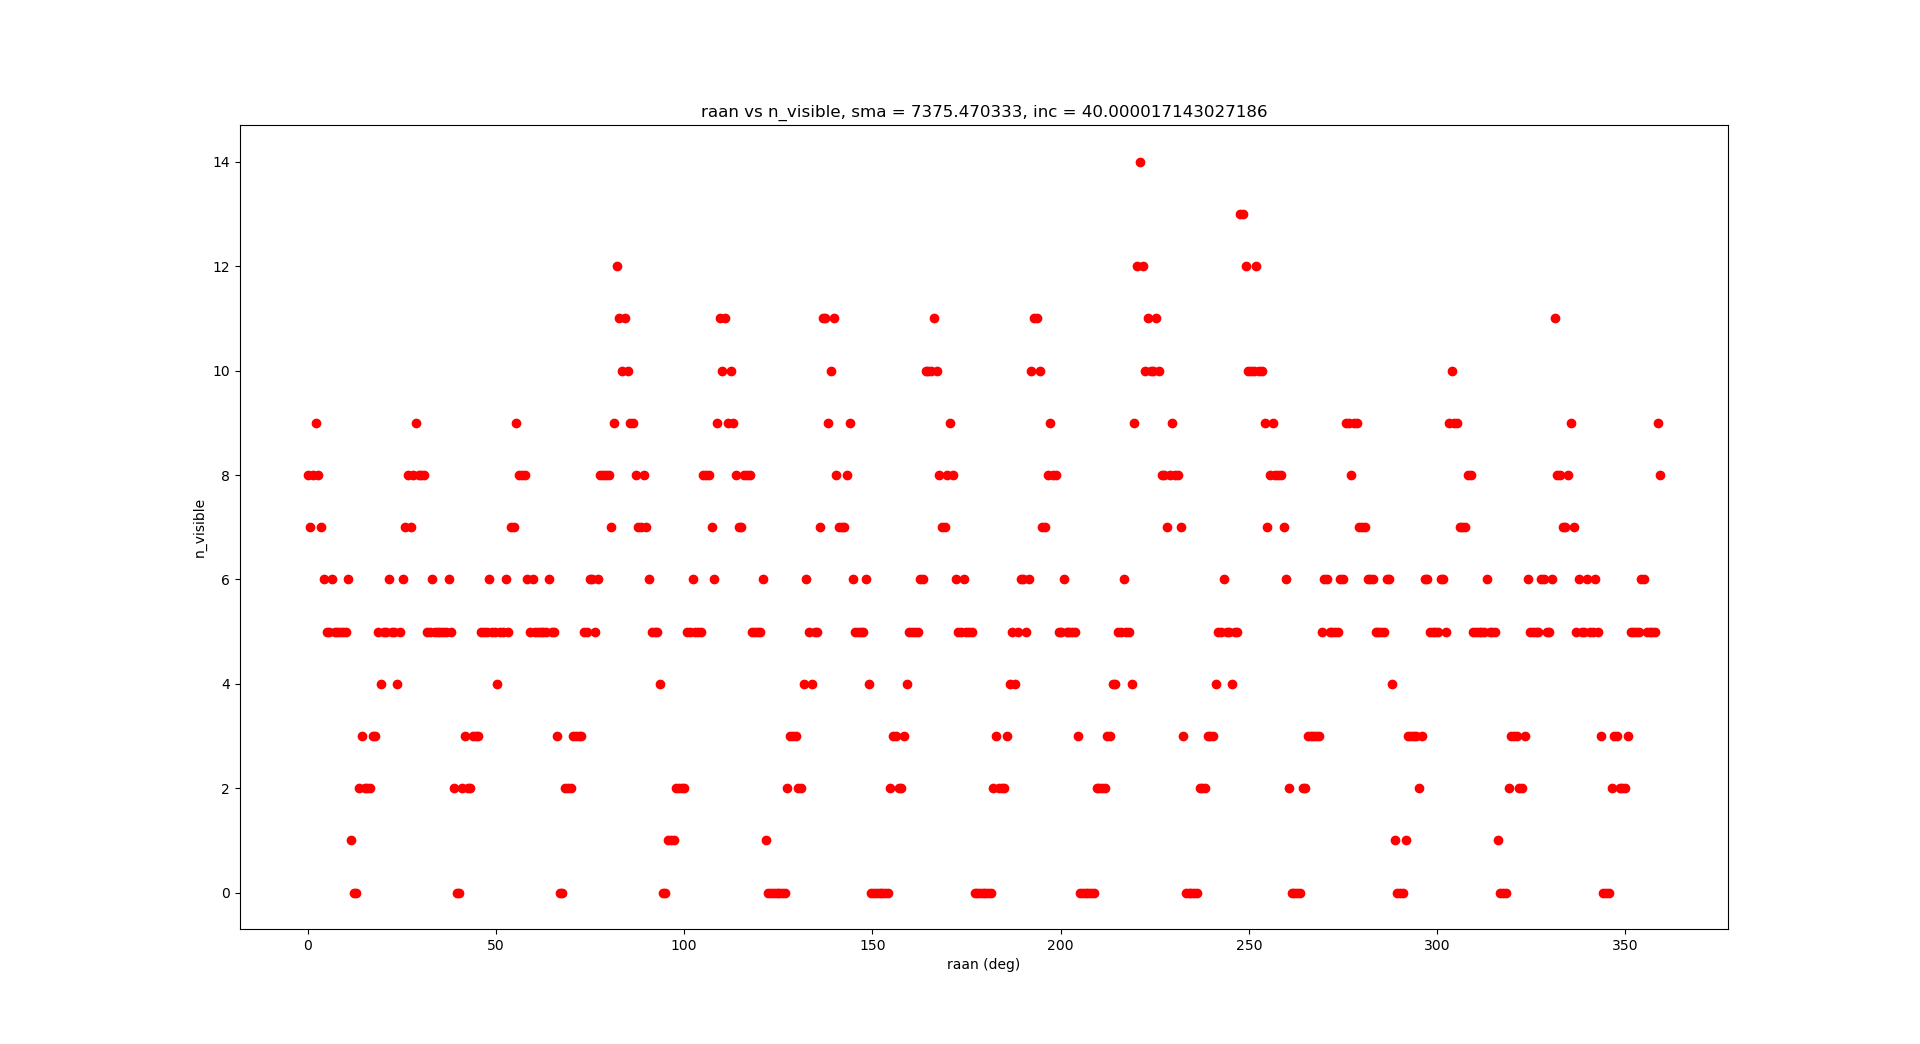 raan vs n_visible, sma = 7375.470333, inc = 40.000017143027186
14
12
10
8
6
4
2
0
n_visible
0 50 100 150 200 250 300 350
raan (deg)